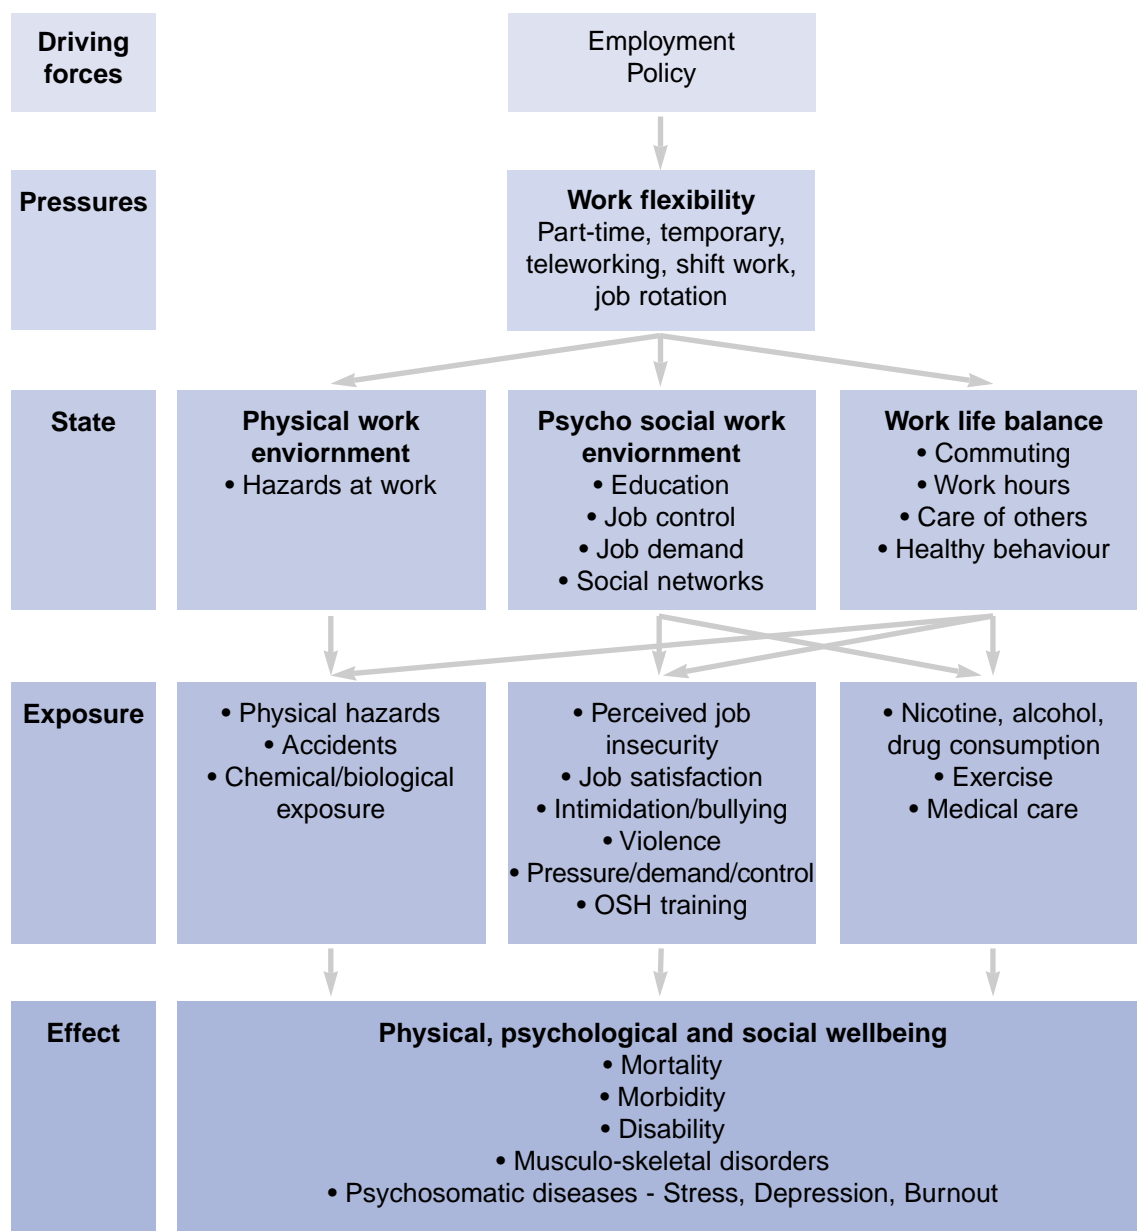 Driving
forces
Employment
Policy
Pressures
Work flexibility
Part-time, temporary,
teleworking, shift work,
job rotation
State
Physical work
enviornment
• Hazards at work
Psycho social work
enviornment
• Education
• Job control
• Job demand
• Social networks
Work life balance
• Commuting
• Work hours
• Care of others
• Healthy behaviour
Exposure
• Physical hazards
• Accidents
• Chemical/biological
exposure
• Perceived job
insecurity
• Job satisfaction
• Intimidation/bullying
• Violence
• Pressure/demand/control
• OSH training
• Nicotine, alcohol,
drug consumption
• Exercise
• Medical care
Effect
Physical, psychological and social wellbeing
• Mortality
• Morbidity
• Disability
• Musculo-skeletal disorders
• Psychosomatic diseases - Stress, Depression, Burnout